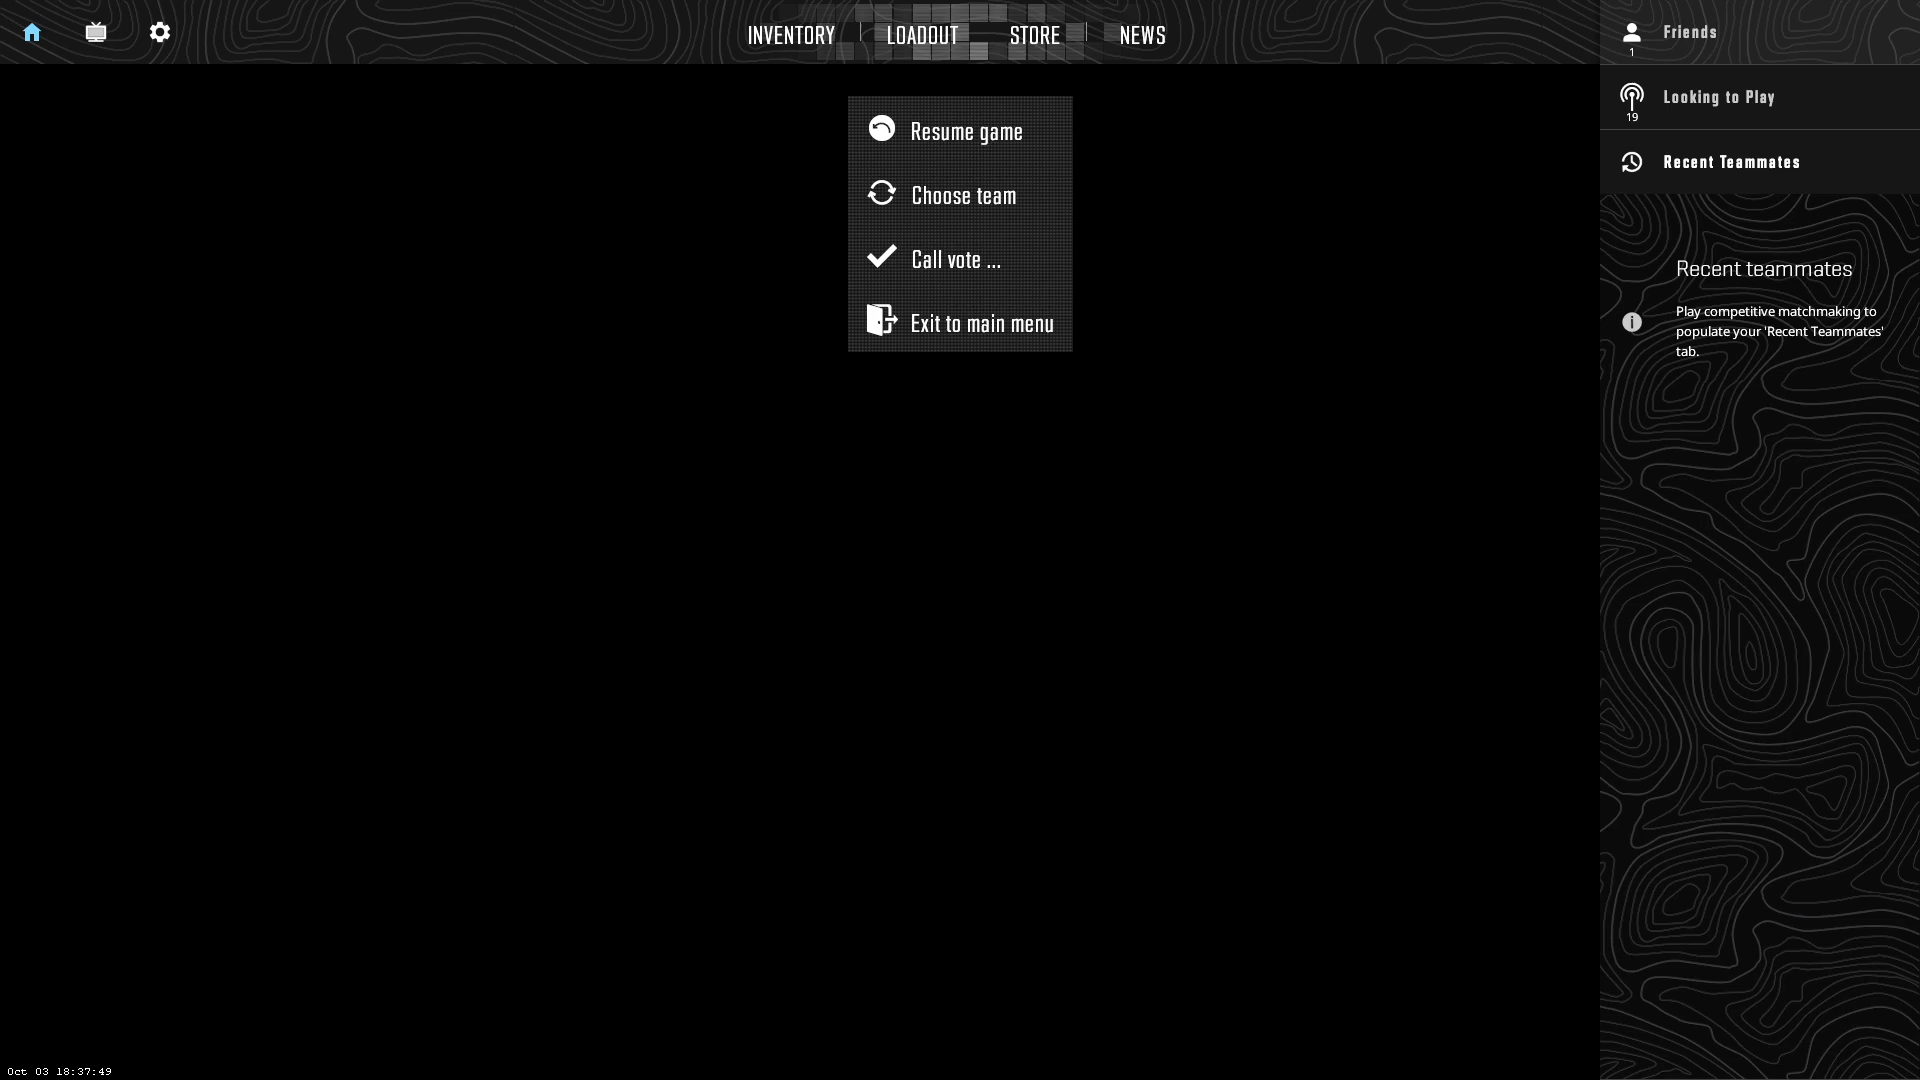 INVENTORY
LOADOUT
STORE
NEWS
Friends
1
Looking to Play
19
Recent Teammates
Resume game
Choose team
Call vote ...
Exit to main menu
Recent teammates
Play competitive matchmaking to
populate your 'Recent Teammates'
tab.
Oct 03 18:37:49